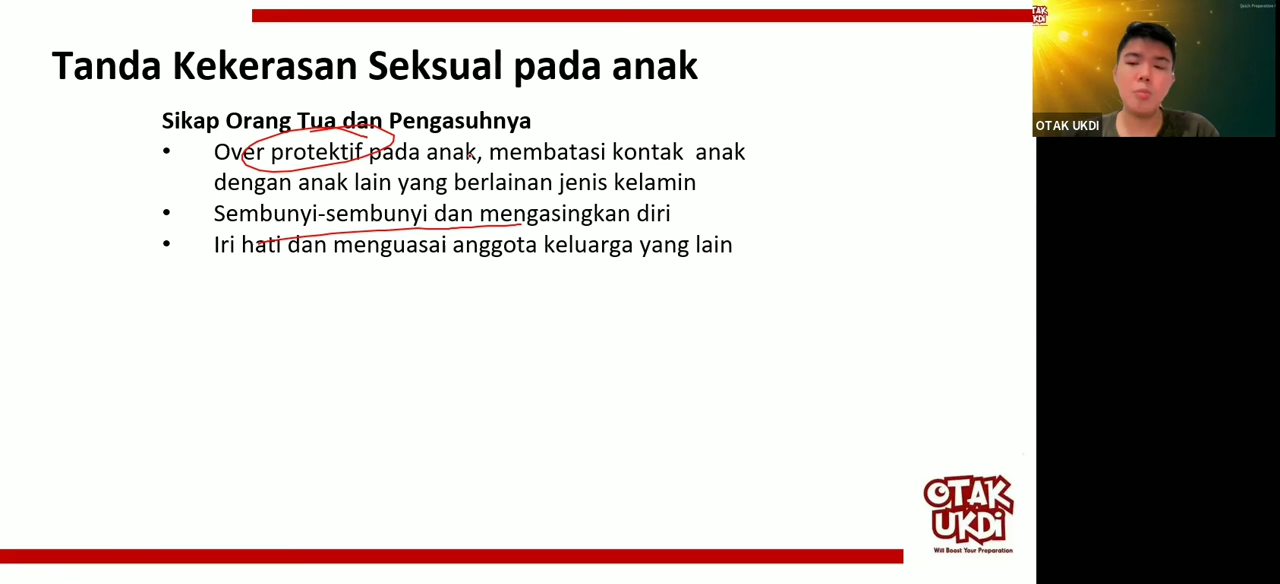 Tanda Kekerasan Seksual pada anak
Sikap Orang Tua dan Pengasuhnya
• Over protektif pada anak, membatasi kontak anak
dengan anak lain yang berlainan jenis kelamin
• Sembunyi-sembunyi dan mengasingkan diri
• Iri hati dan menguasai anggota keluarga yang lain
OTAK
UKDI
OTAK UKDI
OTAK
UKDi
Will Boost Your Preparation